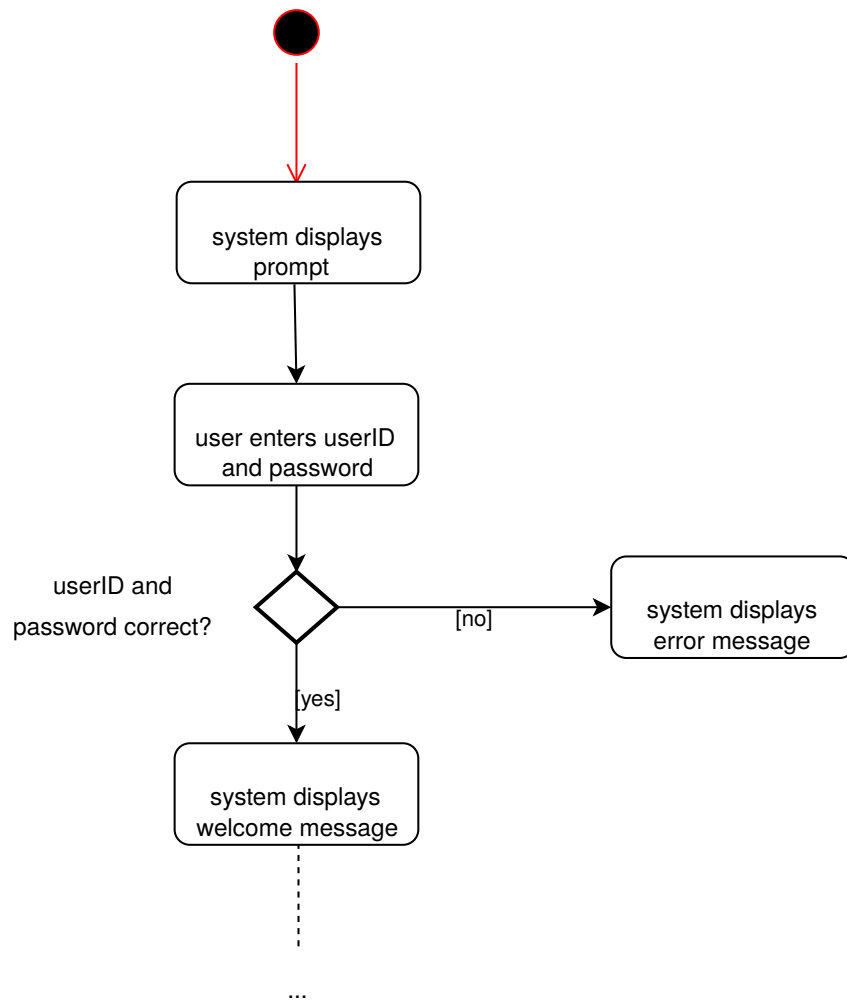 system displays
prompt
user enters userID
and password
userID and
password correct?
[no]
system displays
error message
[yes]
system displays
welcome message
...